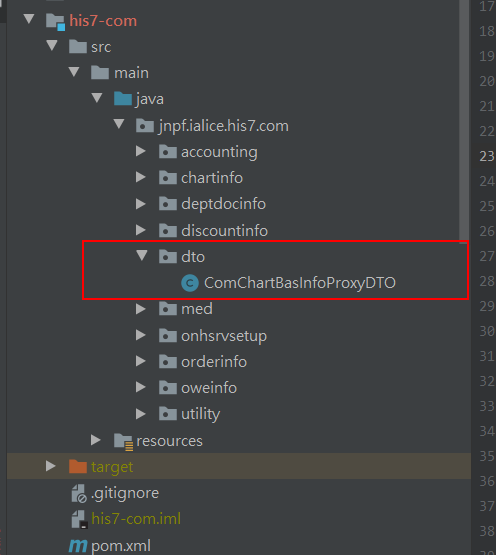 his7-com
src
main
java
jnpf.ialice.his7.com
accounting
chartinfo
deptdocinfo
discountinfo
dto
ComChartBasInfoProxyDTO
med
onhsrvsetup
orderinfo
oweinfo
utility
resources
target
.gitignore
his7-com.iml
pom.xml
17
18
19
20
21
22
23
24
25
26
27
28
29
30
31
32
33
34
35
36
37
38